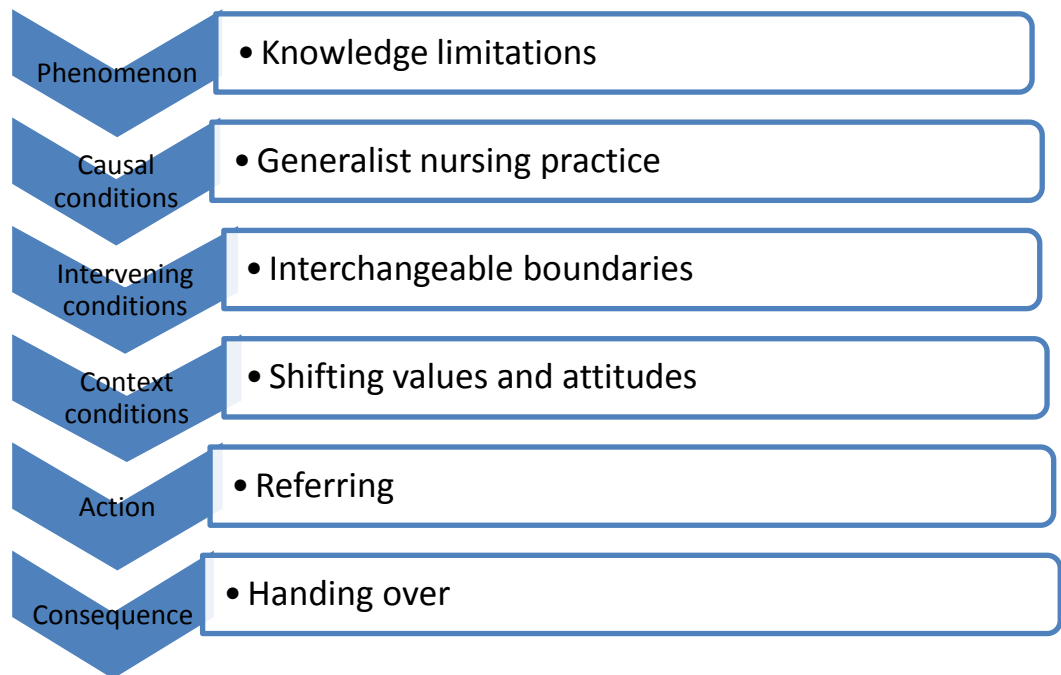 Phenomenon
• Knowledge limitations
Causal
conditions
• Generalist nursing practice
Intervening
conditions
• Interchangeable boundaries
Context
conditions
• Shifting values and attitudes
Action
• Referring
Consequence
• Handing over